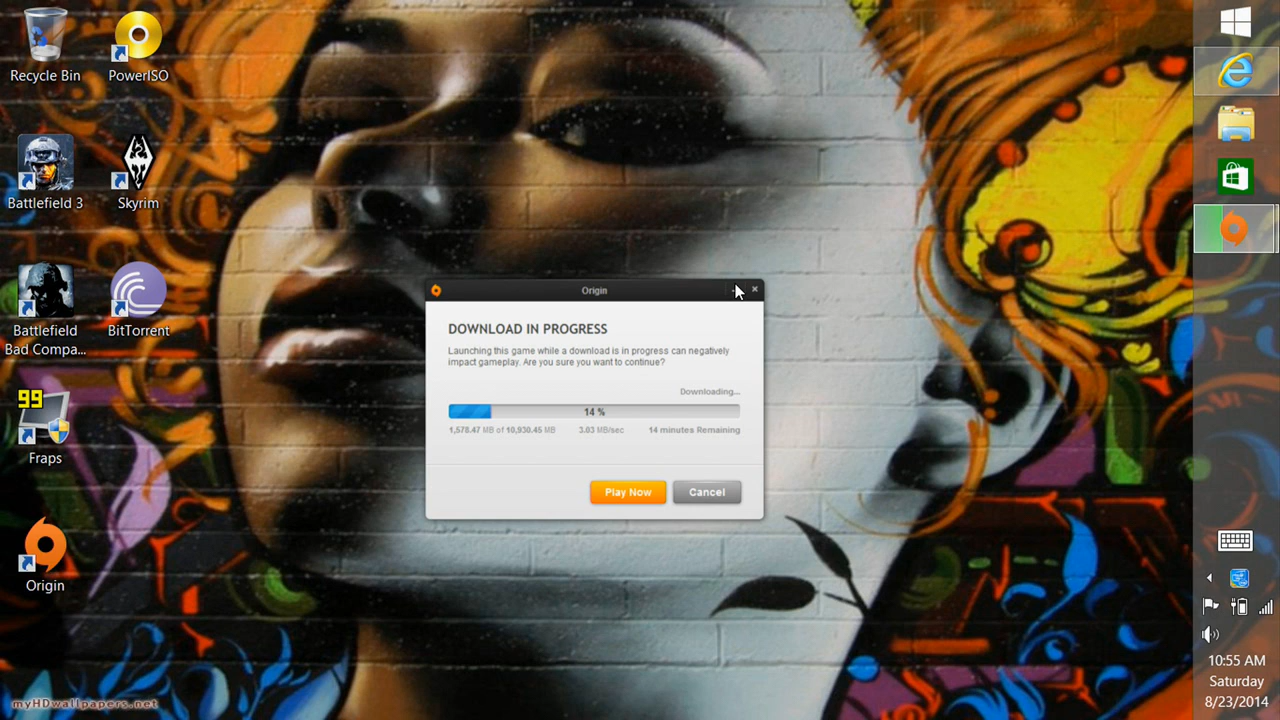 Recycle Bin
PowerISO
Battlefield 3
Skyrim
Battlefield
Bad Compa...
BitTorrent
99
Fraps
Origin
Origin
DOWNLOAD IN PROGRESS
Launching this game while a download is in progress can negatively
impact gameplay. Are you sure you want to continue?
Downloading...
14 %
1,578.47 MB of 10,930.45 MB 3.03 MB/sec 14 minutes Remaining
Play Now Cancel
10:55 AM
Saturday
8/23/2014
myHDwallpapers.net